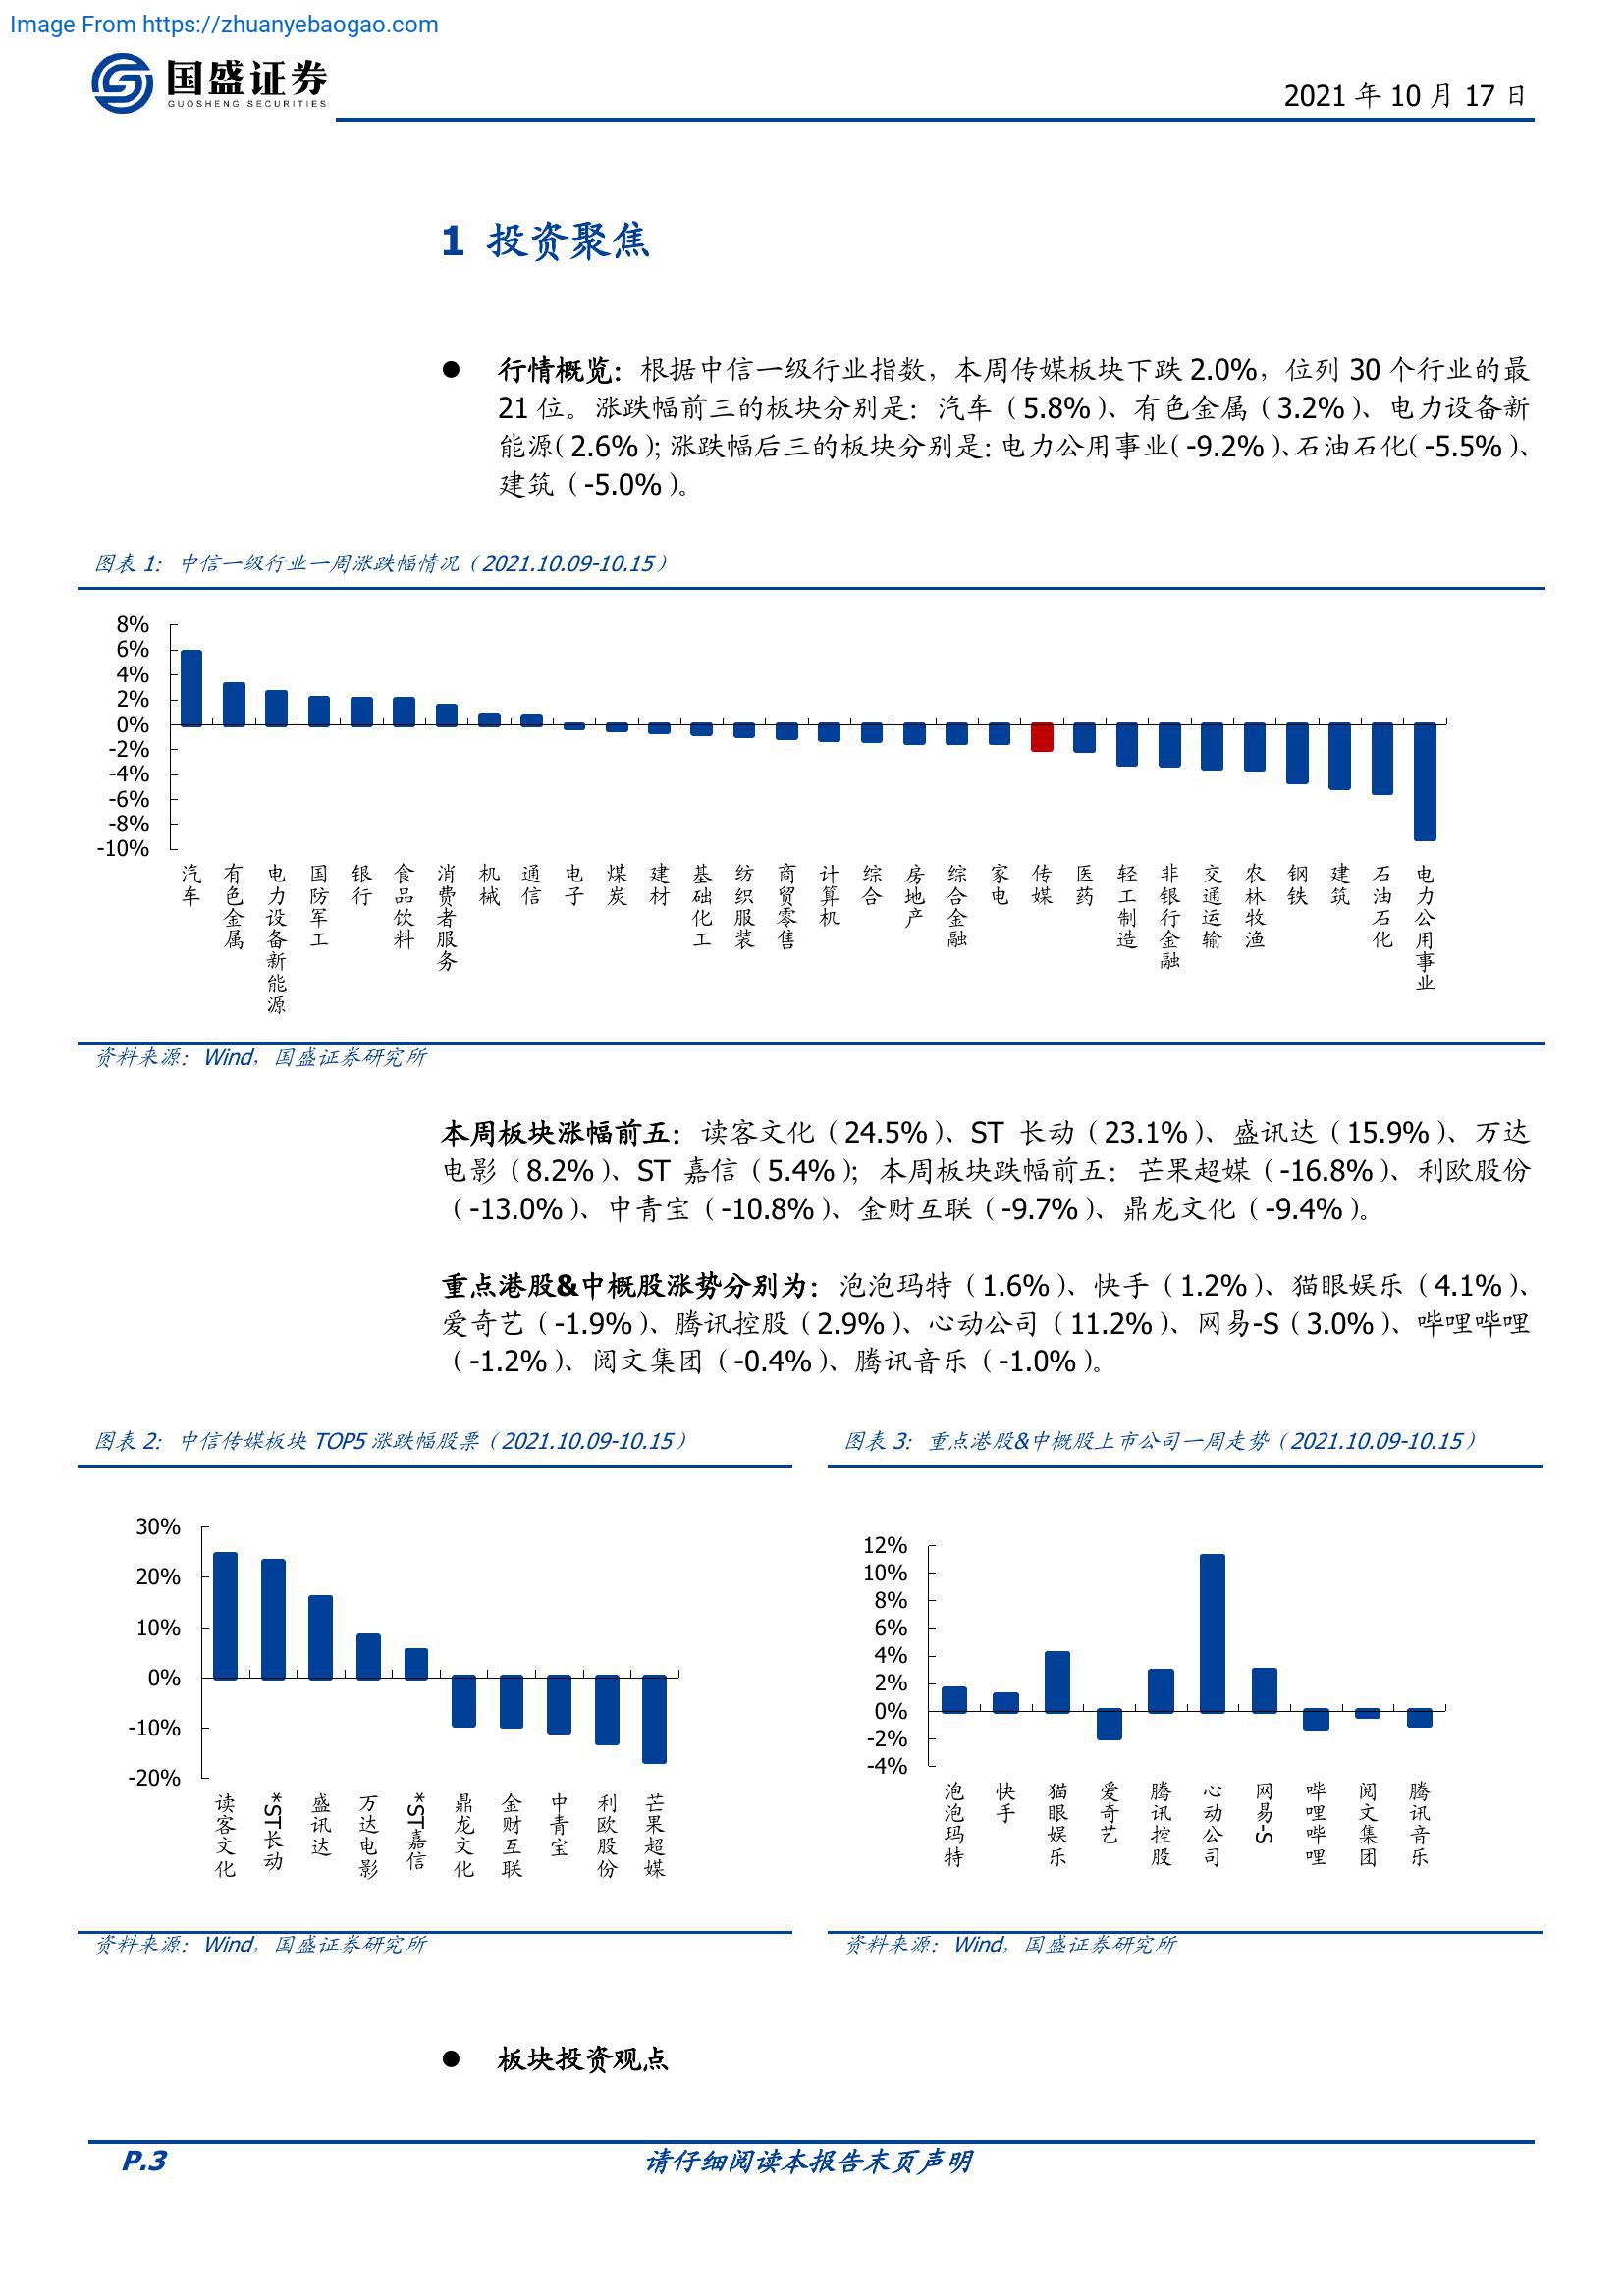 Image From https://zhuanyebaogao.com
国盛证券
GUOSHENG SECURITIES
2021 年 10 月 17 日
1 投资聚焦
● 行情概览：根据中信一级行业指数，本周传媒板块下跌 2.0%，位列 30 个行业的最
21 位。涨跌幅前三的板块分别是：汽车（5.8%）、有色金属（3.2%）、电力设备新
能源（2.6%）；涨跌幅后三的板块分别是：电力公用事业（-9.2%）、石油石化（-5.5%）、
建筑（-5.0%）。
图表 1：中信一级行业一周涨跌幅情况（2021.10.09-10.15）
8%
6%
4%
2%
0%
-2%
-4%
-6%
-8%
-10%
汽车
有色金属
电力设备新能源
国防军工
银行
食品饮料
消费者服务
机械
通信
电子
煤炭
建材
基础化工
纺织服装
商贸零售
计算机
综合
房地产
综合金融
家电
传媒
医药
轻工制造
非银行金融
交通运输
农林牧渔
钢铁
建筑
石油石化
电力公用事业
资料来源：Wind，国盛证券研究所
本周板块涨幅前五：读客文化（24.5%）、ST 长动（23.1%）、盛讯达（15.9%）、万达
电影（8.2%）、ST 嘉信（5.4%）；本周板块跌幅前五：芒果超媒（-16.8%）、利欧股份
（-13.0%）、中青宝（-10.8%）、金财互联（-9.7%）、鼎龙文化（-9.4%）。
重点港股&中概股涨势分别为：泡泡玛特（1.6%）、快手（1.2%）、猫眼娱乐（4.1%）、
爱奇艺（-1.9%）、腾讯控股（2.9%）、心动公司（11.2%）、网易-S（3.0%）、哔哩哔哩
（-1.2%）、阅文集团（-0.4%）、腾讯音乐（-1.0%）。
图表 2：中信传媒板块 TOP5 涨跌幅股票（2021.10.09-10.15）
30%
20%
10%
0%
-10%
-20%
读客文化
*ST长动
盛讯达
万达电影
*ST嘉信
鼎龙文化
金财互联
中青宝
利欧股份
芒果超媒
资料来源：Wind，国盛证券研究所
图表 3：重点港股&中概股上市公司一周走势（2021.10.09-10.15）
12%
10%
8%
6%
4%
2%
0%
-2%
-4%
泡泡玛特
快手
猫眼娱乐
爱奇艺
腾讯控股
心动公司
网易-S
哔哩哔哩
阅文集团
腾讯音乐
资料来源：Wind，国盛证券研究所
● 板块投资观点
P.3
请仔细阅读本报告末页声明